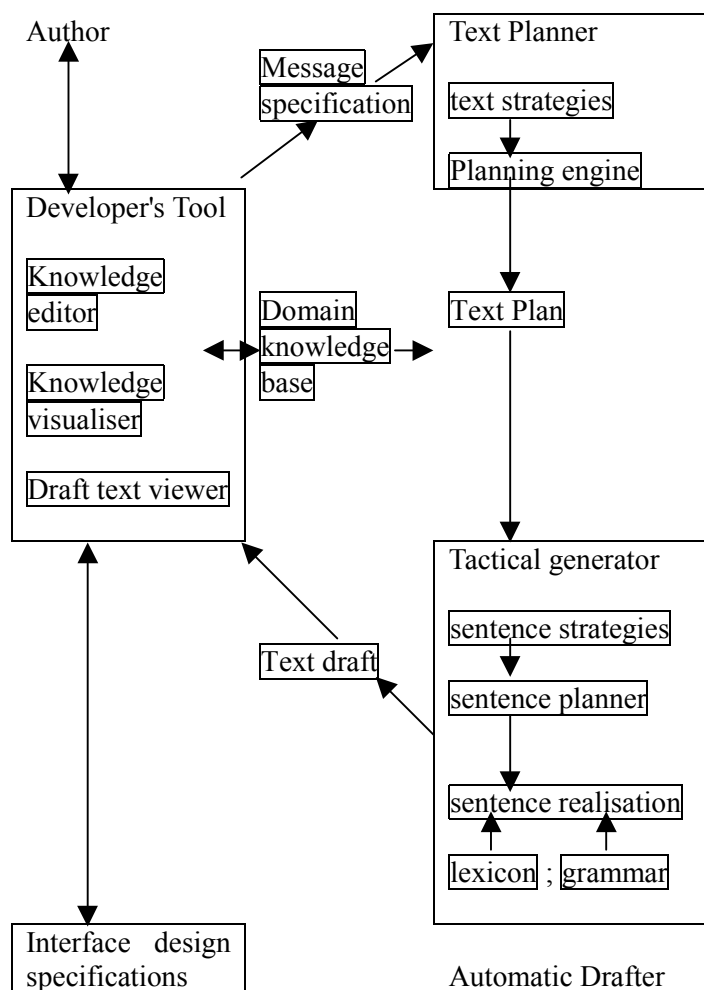 Author
Message
specification
Text Planner
text strategies
Planning engine
Developer's Tool
Knowledge
editor
Knowledge
visualiser
Draft text viewer
Domain
knowledge
base
Text Plan
Tactical generator
sentence strategies
sentence planner
sentence realisation
lexicon ; grammar
Text draft
Interface design
specifications
Automatic Drafter